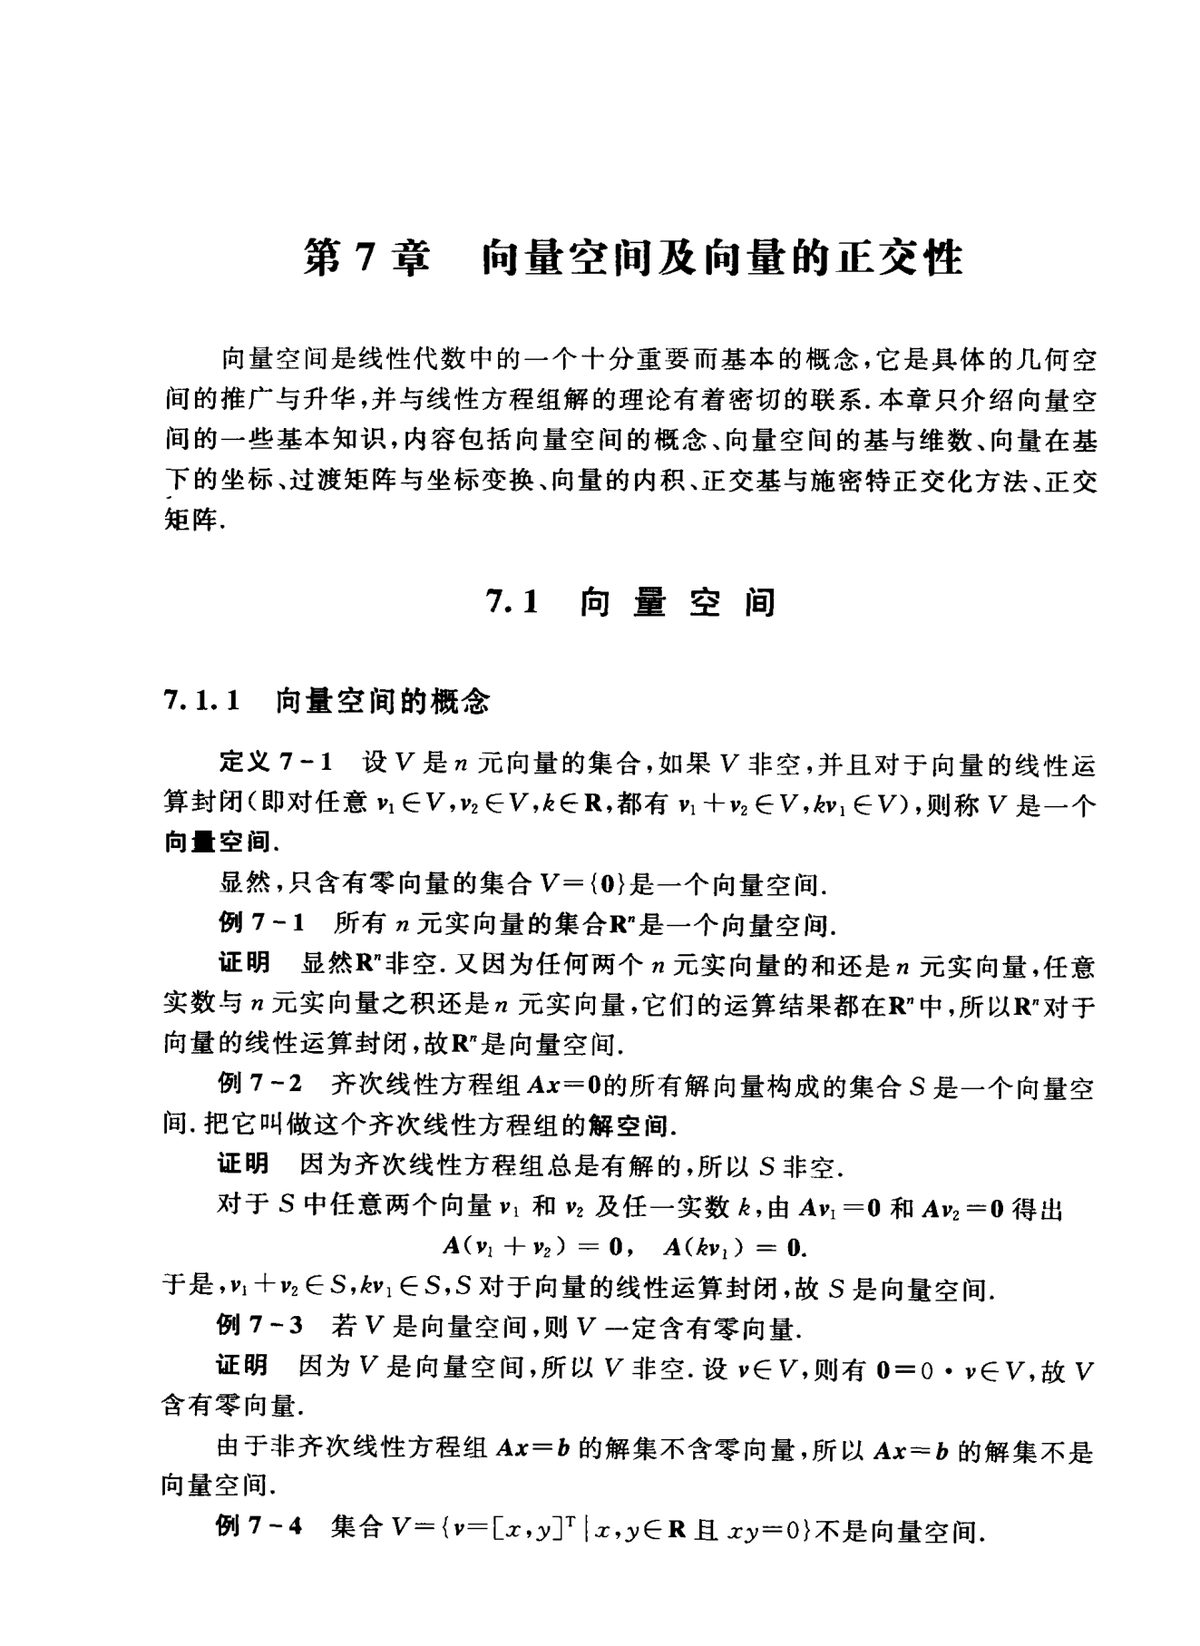 第 7 章　向量空间及向量的正交性
向量空间是线性代数中的一个十分重要而基本的概念,它是具体的几何空
间的推广与升华,并与线性方程组解的理论有着密切的联系.本章只介绍向量空
间的一些基本知识,内容包括向量空间的概念、向量空间的基与维数、向量在基
下的坐标、过渡矩阵与坐标变换、向量的内积、正交基与施密特正交化方法、正交
矩阵.
7.1　向 量 空 间
7.1.1　向量空间的概念
定义 7-1　设 V 是 n 元向量的集合,如果 V 非空,并且对于向量的线性运
算封闭(即对任意 v₁∈V,v₂∈V,k∈R,都有 v₁+v₂∈V,kv₁∈V),则称 V 是一个
向量空间.
显然,只含有零向量的集合 V={0}是一个向量空间.
例 7-1　所有 n 元实向量的集合Rⁿ是一个向量空间.
证明　显然Rⁿ非空.又因为任何两个 n 元实向量的和还是 n 元实向量,任意
实数与 n 元实向量之积还是 n 元实向量,它们的运算结果都在Rⁿ中,所以Rⁿ对于
向量的线性运算封闭,故Rⁿ是向量空间.
例 7-2　齐次线性方程组 Ax=0的所有解向量构成的集合 S 是一个向量空
间.把它叫做这个齐次线性方程组的解空间.
证明　因为齐次线性方程组总是有解的,所以 S 非空.
对于 S 中任意两个向量 v₁ 和 v₂ 及任一实数 k,由 Av₁=0 和 Av₂=0 得出
A(v₁+v₂)=0,　A(kv₁)=0.
于是,v₁+v₂∈S,kv₁∈S,S 对于向量的线性运算封闭,故 S 是向量空间.
例 7-3　若 V 是向量空间,则 V 一定含有零向量.
证明　因为 V 是向量空间,所以 V 非空.设 v∈V,则有 0=0·v∈V,故 V
含有零向量.
由于非齐次线性方程组 Ax=b 的解集不含零向量,所以 Ax=b 的解集不是
向量空间.
例 7-4　集合 V={v=[x,y]ᵀ|x,y∈R 且 xy=0}不是向量空间.